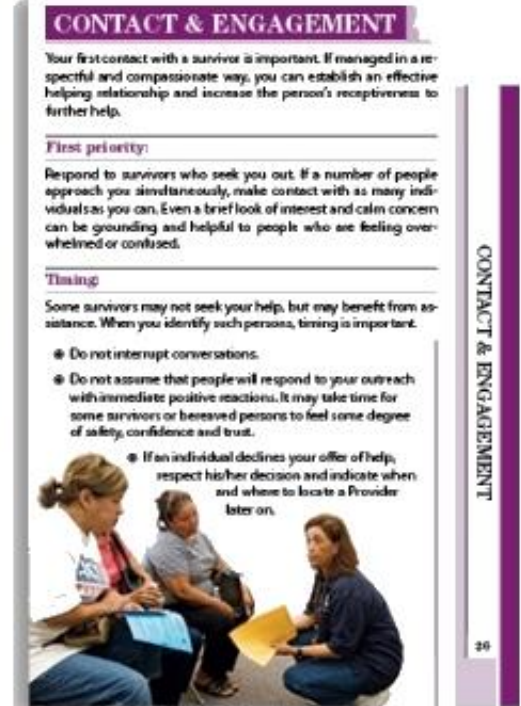 CONTACT & ENGAGEMENT
Your first contact with a survivor is important. If managed in a re-
spectful and compassionate way, you can establish an effective
helping relationship and increase the person's receptiveness to
further help.
First priority:
Respond to survivors who seek you out. If a number of people
approach you simultaneously, make contact with as many indi-
viduals as you can. Even a brief look of interest and calm concern
can be grounding and helpful to people who are feeling over-
whelmed or confused.
Timing:
Some survivors may not seek your help, but may benefit from as-
sistance. When you identify such persons, timing is important.
Do not interrupt conversations.
Do not assume that people will respond to your outreach
with immediate positive reactions. It may take time for
some survivors or bereaved persons to feel some degree
of safety, confidence and trust.
If an individual declines your offer of help,
respect his/her decision and indicate when
and where to locate a Provider
later on.
CONTACT & ENGAGEMENT
26